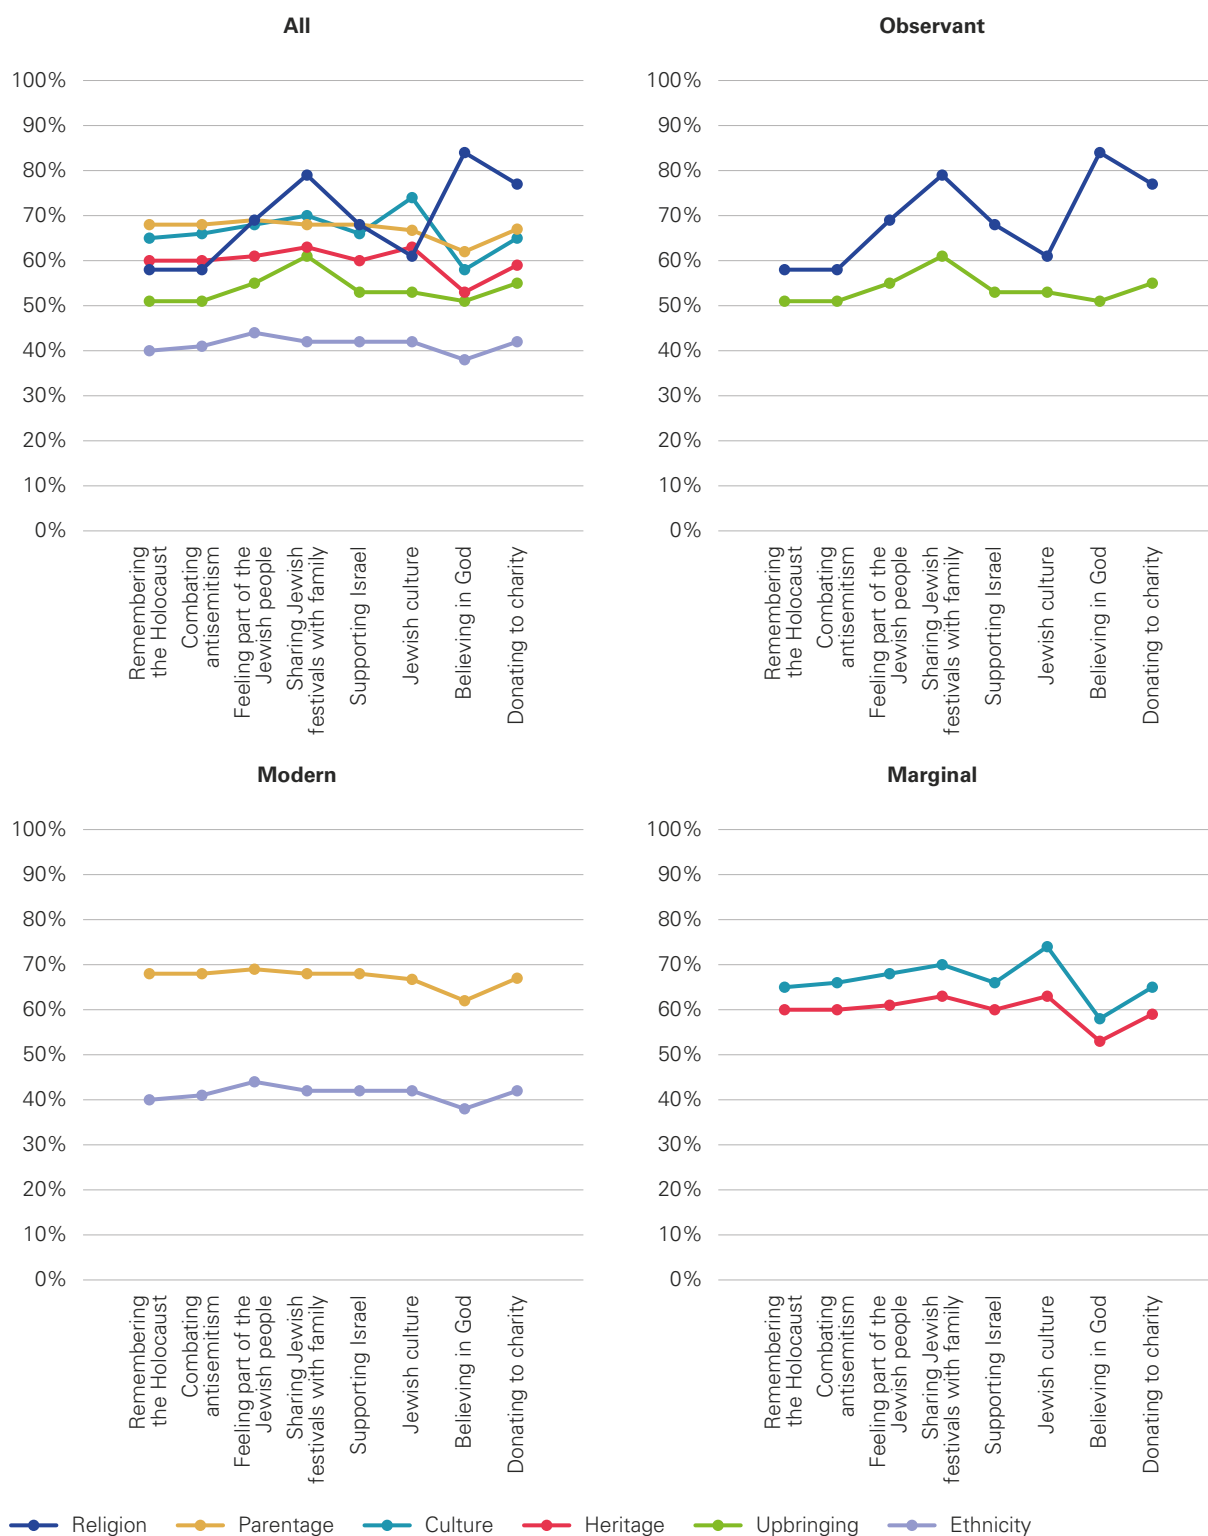 All
100%
90%
80%
70%
60%
50%
40%
30%
20%
10%
0%
Remembering
the Holocaust
Combating
antisemitism
Feeling part of the
Jewish people
Sharing Jewish
festivals with family
Supporting Israel
Jewish culture
Believing in God
Donating to charity
Observant
100%
90%
80%
70%
60%
50%
40%
30%
20%
10%
0%
Remembering
the Holocaust
Combating
antisemitism
Feeling part of the
Jewish people
Sharing Jewish
festivals with family
Supporting Israel
Jewish culture
Believing in God
Donating to charity
Modern
100%
90%
80%
70%
60%
50%
40%
30%
20%
10%
0%
Remembering
the Holocaust
Combating
antisemitism
Feeling part of the
Jewish people
Sharing Jewish
festivals with family
Supporting Israel
Jewish culture
Believing in God
Donating to charity
Marginal
100%
90%
80%
70%
60%
50%
40%
30%
20%
10%
0%
Remembering
the Holocaust
Combating
antisemitism
Feeling part of the
Jewish people
Sharing Jewish
festivals with family
Supporting Israel
Jewish culture
Believing in God
Donating to charity
Religion Parentage Culture Heritage Upbringing Ethnicity